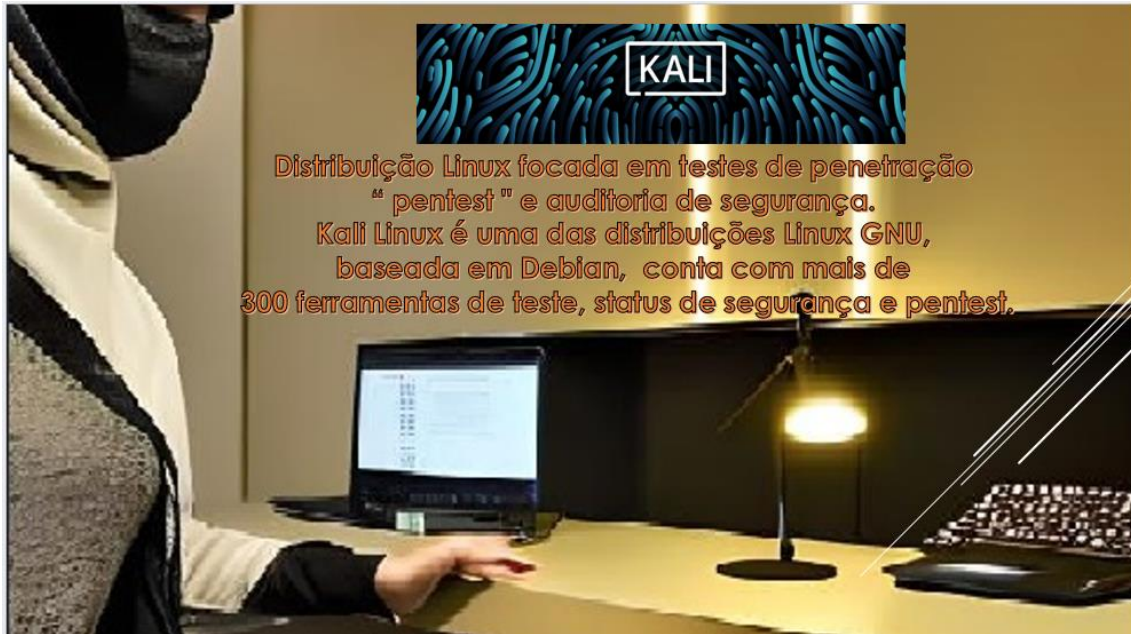 KALI
Distribuição Linux focada em testes de penetração
“ pentest " e auditoria de segurança.
Kali Linux é uma das distribuições Linux GNU,
baseada em Debian,  conta com mais de
300 ferramentas de teste, status de segurança e pentest.